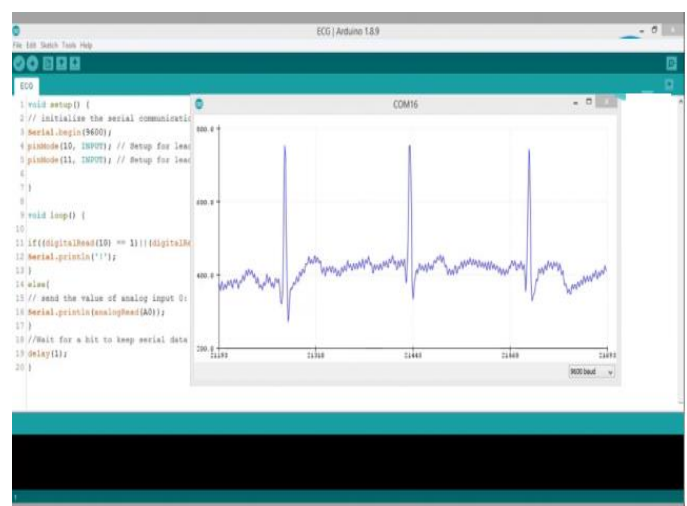 ECG | Arduino 1.8.9
File Edit Sketch Tools Help
ECG
1 void setup() {
2 // initialize the serial communicatio
3 Serial.begin(9600);
4 pinMode(10, INPUT); // Setup for lead
5 pinMode(11, INPUT); // Setup for lead
6
7 }
8
9 void loop() {
10
11 if((digitalRead(10) == 1)||(digitalRe
12 Serial.println('!');
13 }
14 else{
15 // send the value of analog input 0:
16 Serial.println(analogRead(A0));
17 }
18 //Wait for a bit to keep serial data
19 delay(1);
20 }
COM16
800.0
600.0
400.0
200.0
9600 baud
1